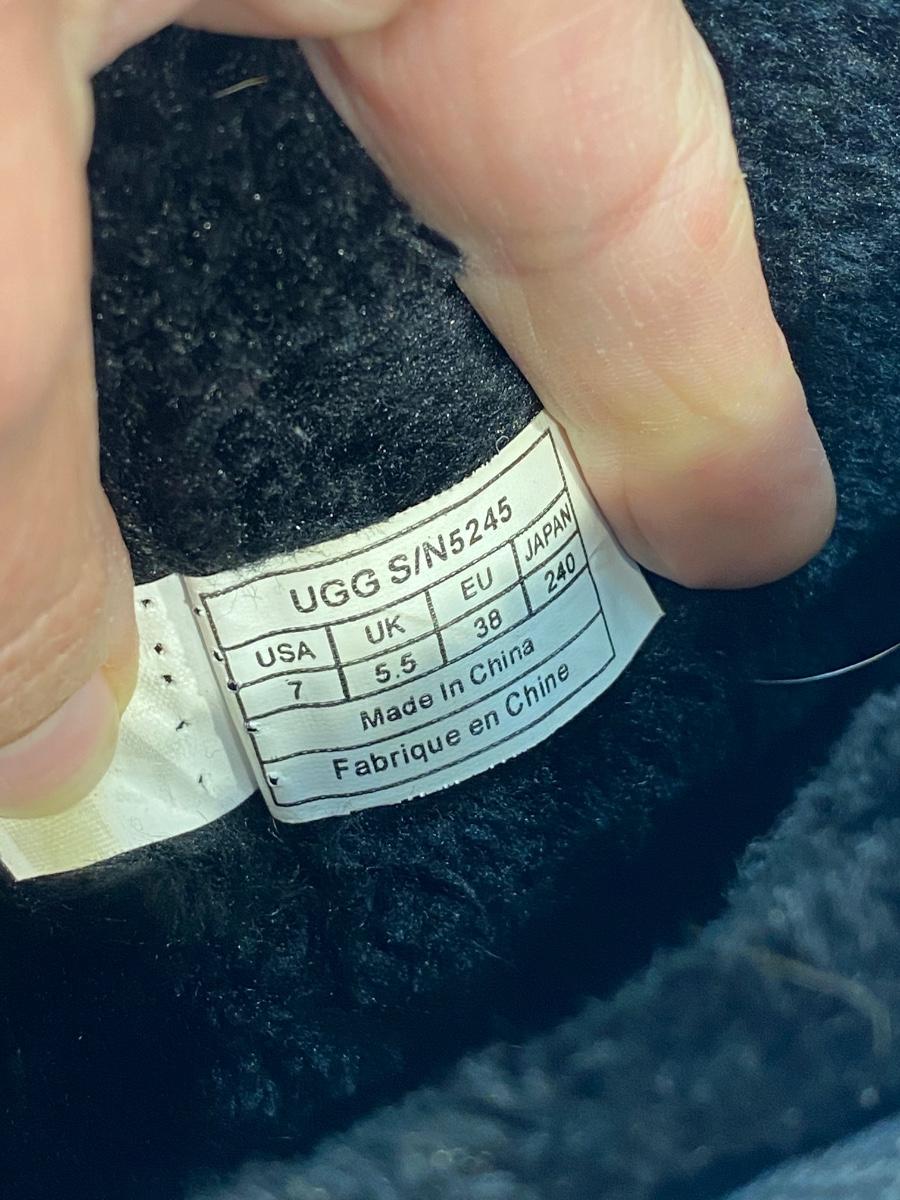 UGG S/N5245
USA UK EU JAPAN
7 5.5 38 240
Made In China
Fabrique en Chine